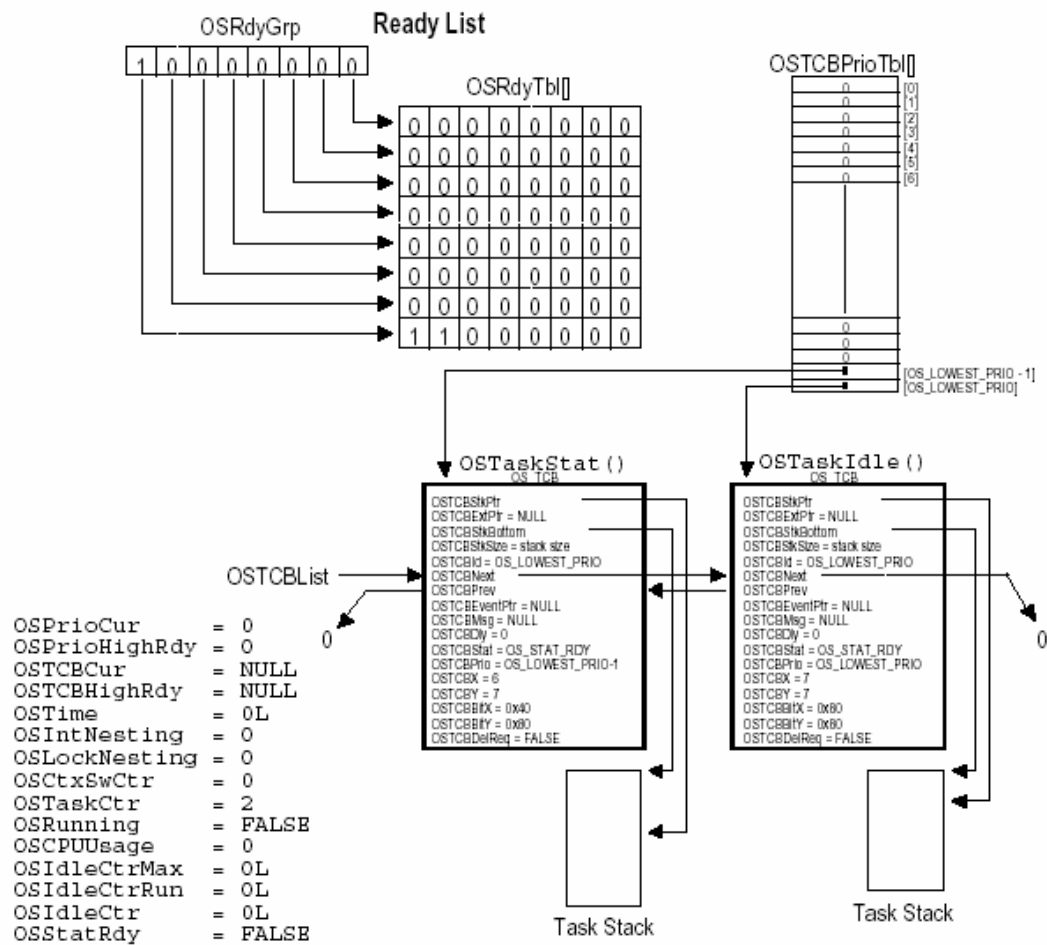 OSRdyGrp
Ready List
1 0 0 0 0 0 0 0
OSRdyTbl[]
0 0 0 0 0 0 0 0
0 0 0 0 0 0 0 0
0 0 0 0 0 0 0 0
0 0 0 0 0 0 0 0
0 0 0 0 0 0 0 0
0 0 0 0 0 0 0 0
0 0 0 0 0 0 0 0
1 1 0 0 0 0 0 0
OSTCBPrioTbl[]
0 [0]
0 [1]
0 [2]
0 [3]
0 [4]
0 [5]
0 [6]
0
0
0
[OS_LOWEST_PRIO - 1]
[OS_LOWEST_PRIO]
OSTaskStat()
OS_TCB
OSTCBStkPtr
OSTCBExtPtr = NULL
OSTCBStkBottom
OSTCBStkSize = stack size
OSTCBId = OS_LOWEST_PRIO
OSTCBNext
OSTCBPrev
OSTCBEventPtr = NULL
OSTCBMsg = NULL
OSTCBDly = 0
OSTCBStat = OS_STAT_RDY
OSTCBPrio = OS_LOWEST_PRIO-1
OSTCBX = 6
OSTCBY = 7
OSTCBBitX = 0x40
OSTCBBitY = 0x80
OSTCBDelReq = FALSE
OSTaskIdle()
OS_TCB
OSTCBStkPtr
OSTCBExtPtr = NULL
OSTCBStkBottom
OSTCBStkSize = stack size
OSTCBId = OS_LOWEST_PRIO
OSTCBNext
OSTCBPrev
OSTCBEventPtr = NULL
OSTCBMsg = NULL
OSTCBDly = 0
OSTCBStat = OS_STAT_RDY
OSTCBPrio = OS_LOWEST_PRIO
OSTCBX = 7
OSTCBY = 7
OSTCBBitX = 0x80
OSTCBBitY = 0x80
OSTCBDelReq = FALSE
OSTCBList
0
0
OSPrioCur = 0
OSPrioHighRdy = 0
OSTCBCur = NULL
OSTCBHighRdy = NULL
OSTime = 0L
OSIntNesting = 0
OSLockNesting = 0
OSCtxSwCtr = 0
OSTaskCtr = 2
OSRunning = FALSE
OSCPUUsage = 0
OSIdleCtrMax = 0L
OSIdleCtrRun = 0L
OSIdleCtr = 0L
OSStatRdy = FALSE
Task Stack
Task Stack